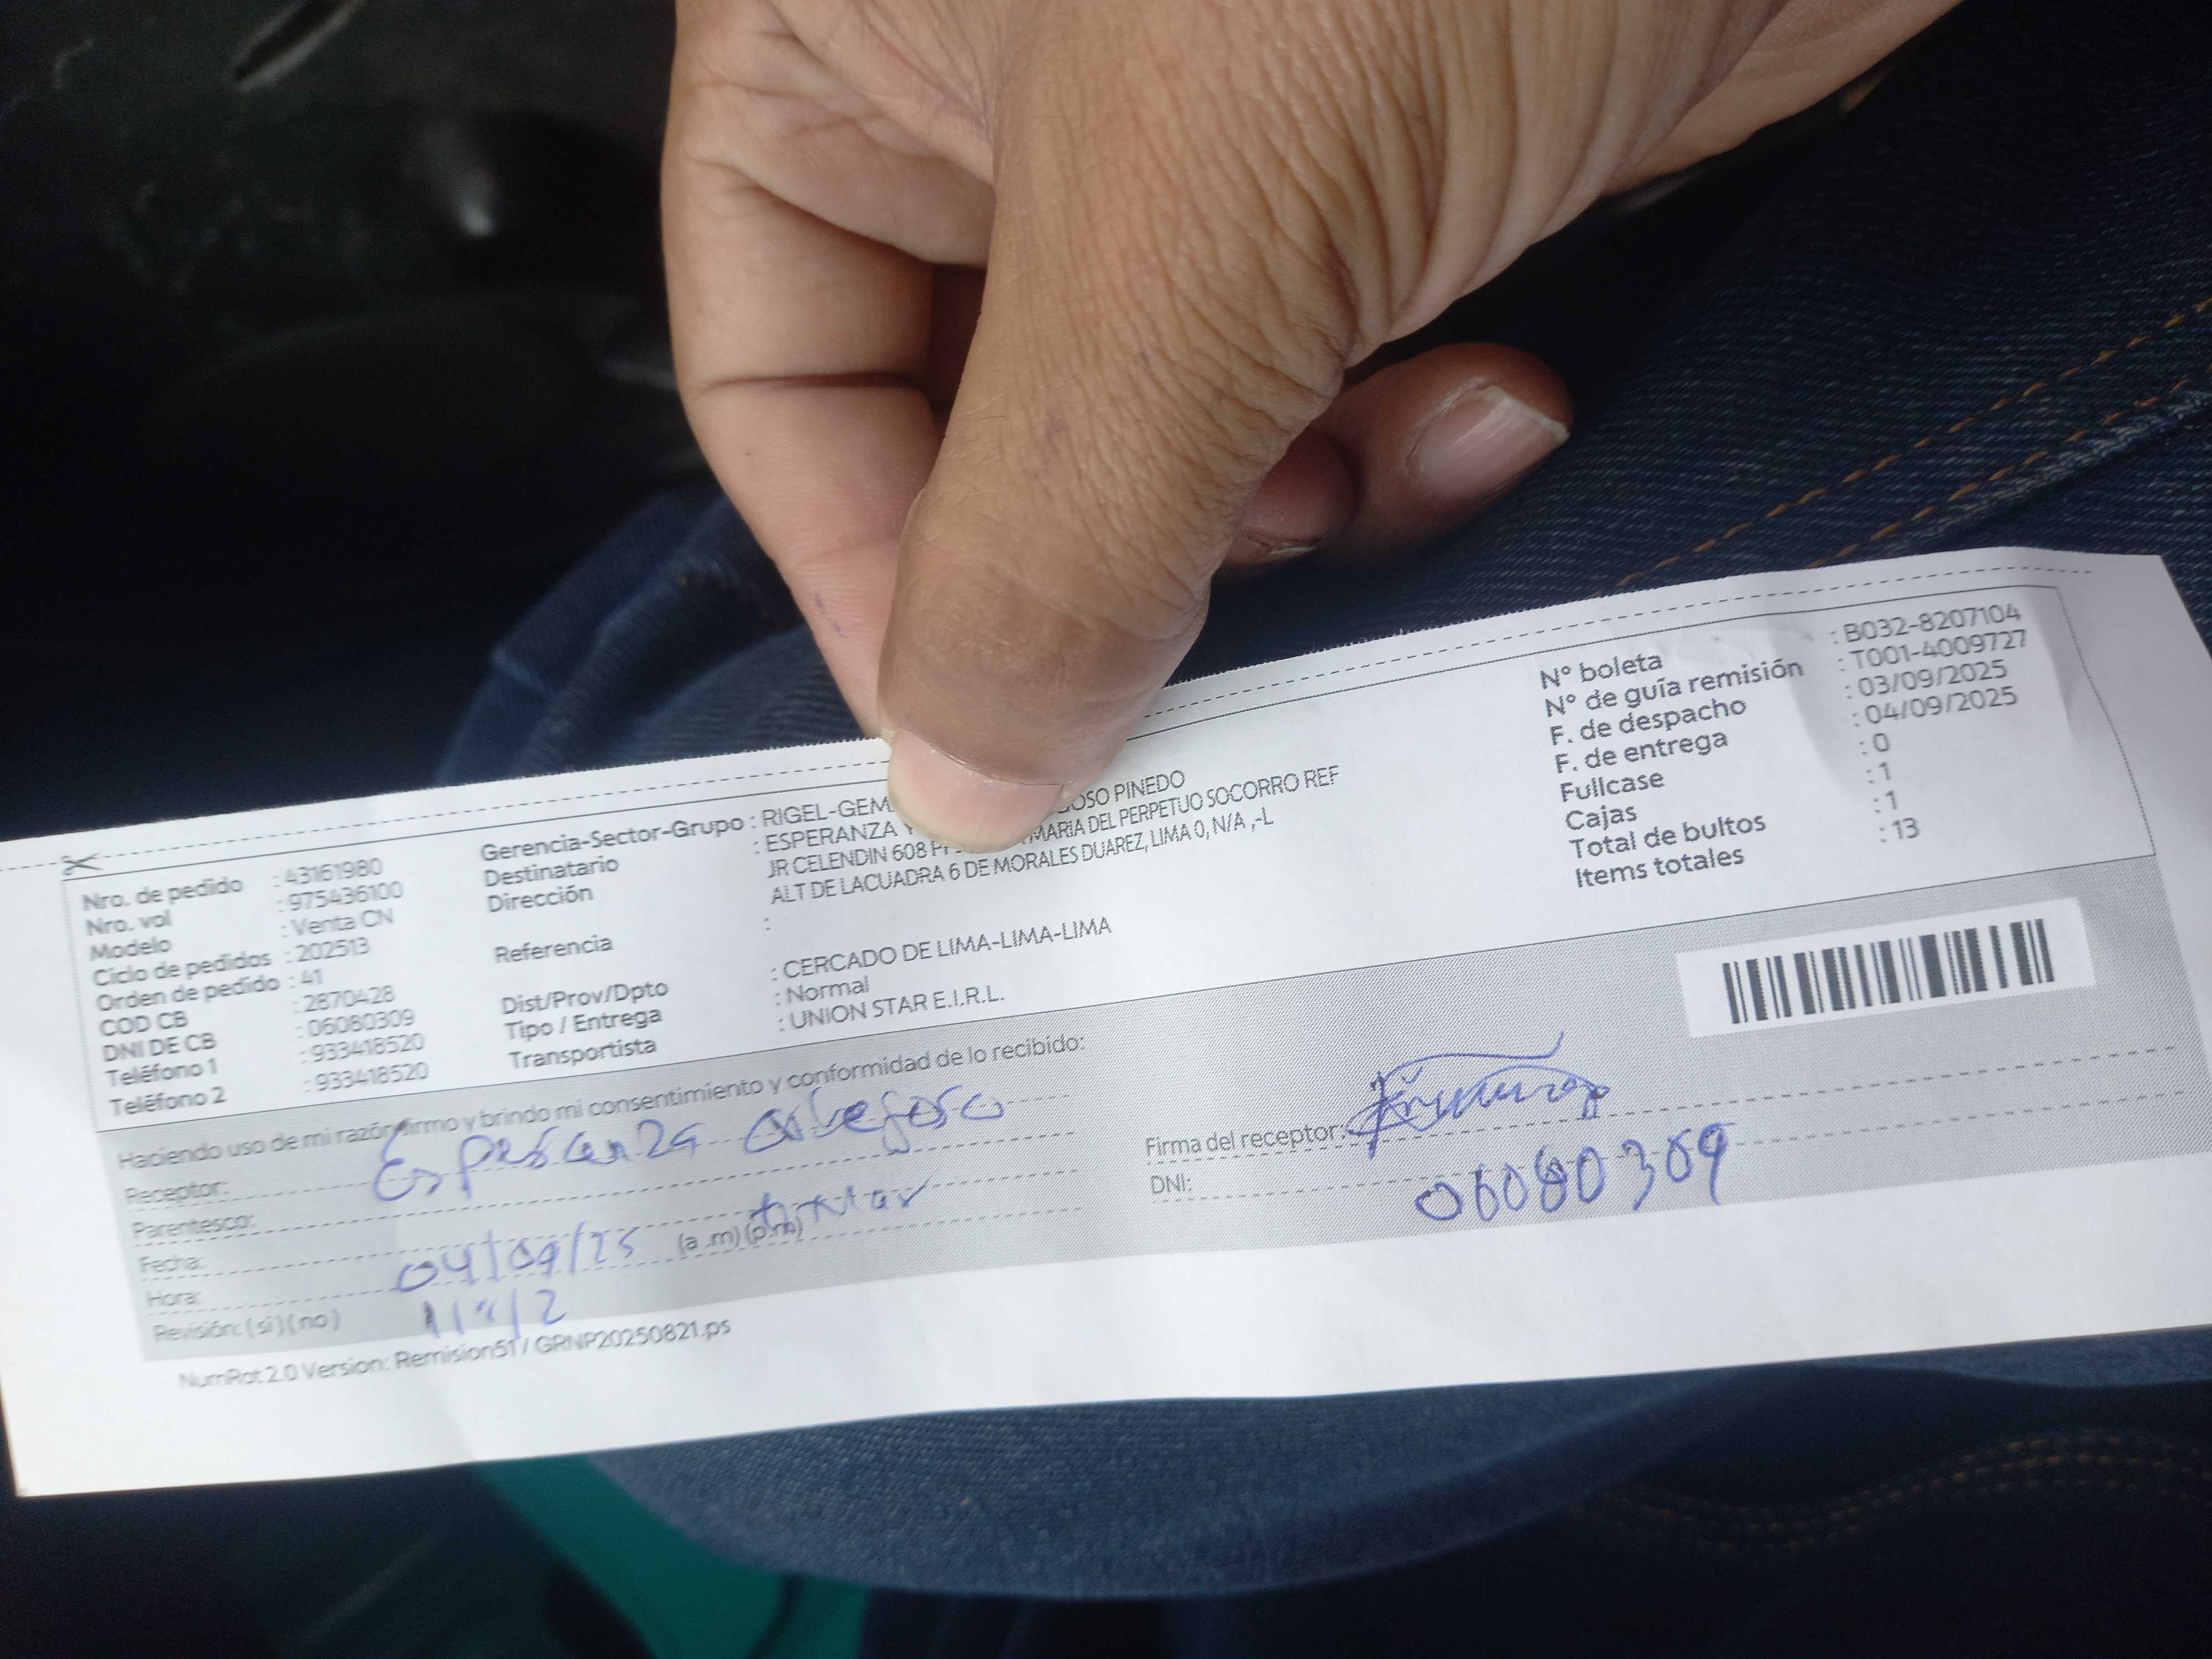 Nro. de pedido : 43161980
Nro. vol : 975436100
Modelo : Venta CN
Ciclo de pedidos : 202513
Orden de pedido : 41
COD CB : 2870428
DNI DE CB : 06080309
Teléfono 1 : 933418520
Teléfono 2 : 933418520
Gerencia-Sector-Grupo : RIGEL-GEM
Destinatario : ESPERANZA Y OSO PINEDO
Dirección JR CELENDIN 608 MARIA DEL PERPETUO SOCORRO REF
ALT DE LACUADRA 6 DE MORALES DUAREZ, LIMA 0, N/A ,-L
Referencia :
Dist/Prov/Dpto : CERCADO DE LIMA-LIMA-LIMA
Tipo / Entrega : Normal
Transportista : UNION STAR E.I.R.L.
N° boleta : B032-8207104
N° de guía remisión : T001-4009727
F. de despacho : 03/09/2025
F. de entrega : 04/09/2025
Fullcase : 0
Cajas : 1
Total de bultos : 1
Items totales : 13
Haciendo uso de mi razón firmo y brindo mi consentimiento y conformidad de lo recibido:
Receptor: Esperanza
Parentesco: titular
Fecha: 04/09/25
Hora: (a .m) (p.m)
Revisión: ( si ) ( no )
Firma del receptor:
DNI: 06080309
NumRot 2.0 Version: Remision51 / GRNP20250821.ps